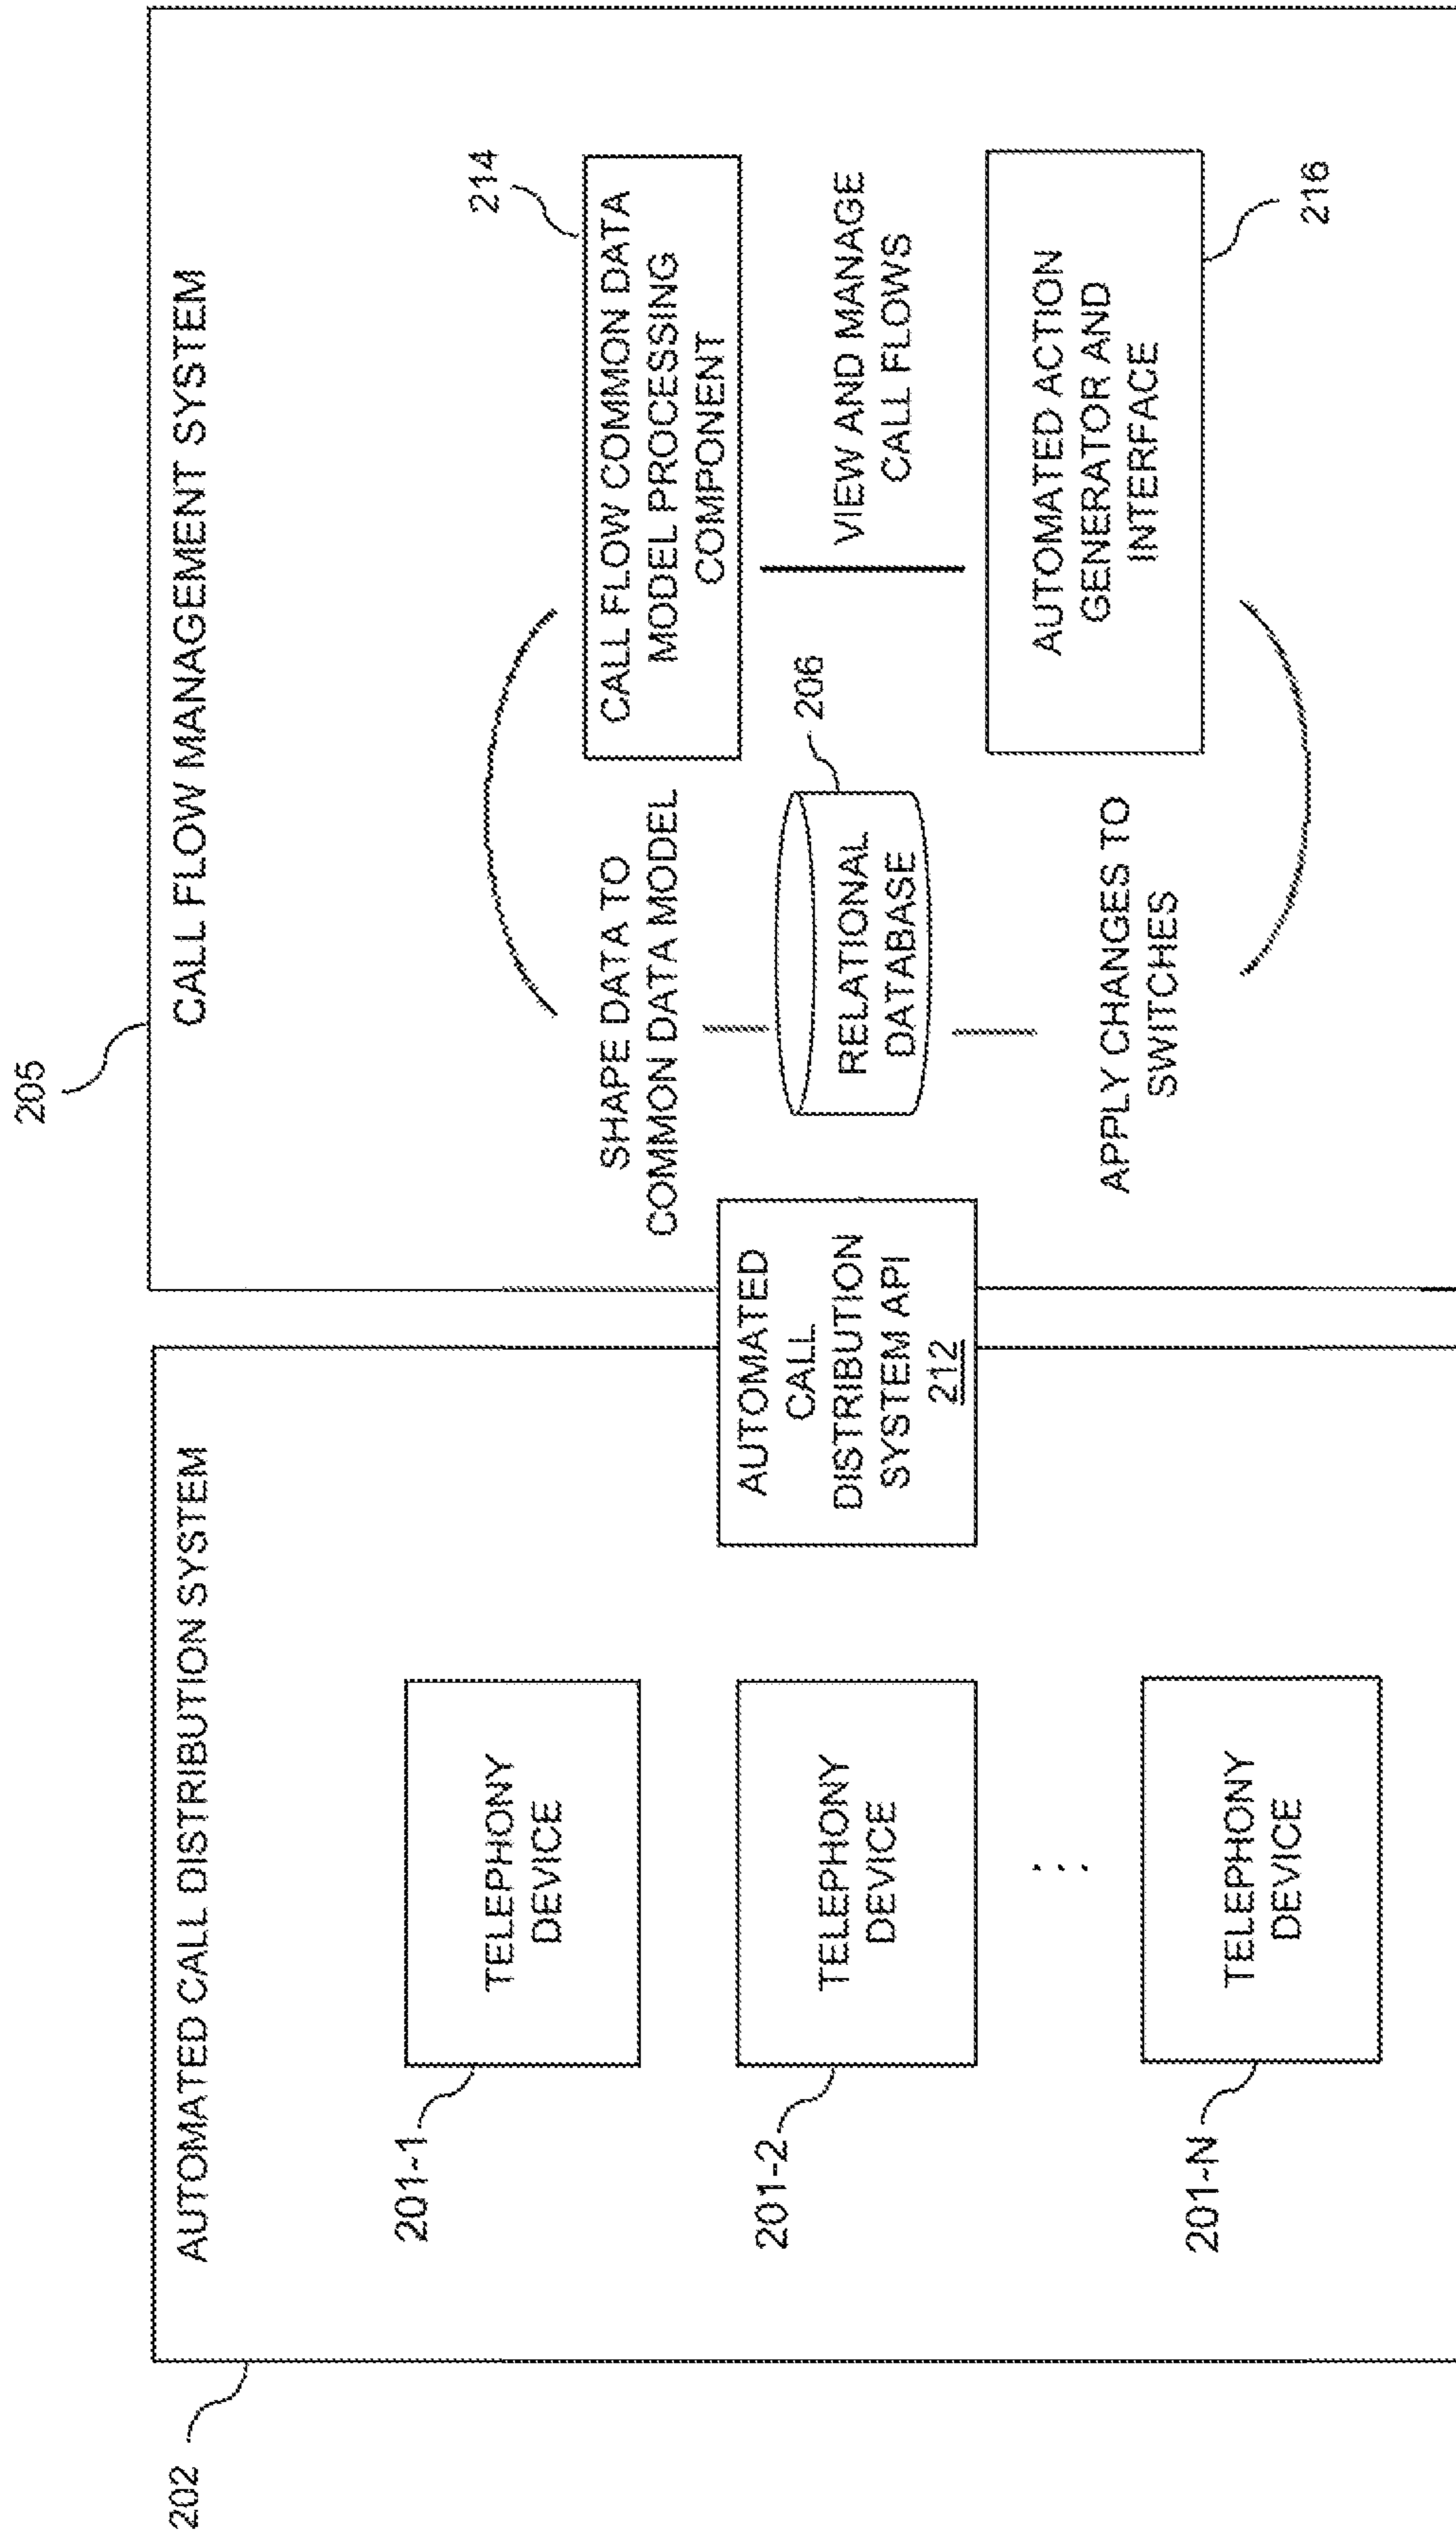 202
AUTOMATED CALL DISTRIBUTION SYSTEM
201-1
TELEPHONY
DEVICE
201-2
TELEPHONY
DEVICE
201-N
TELEPHONY
DEVICE
AUTOMATED
CALL
DISTRIBUTION
SYSTEM API
212
205
CALL FLOW MANAGEMENT SYSTEM
SHAPE DATA TO
COMMON DATA MODEL
206
RELATIONAL
DATABASE
APPLY CHANGES TO
SWITCHES
214
CALL FLOW COMMON DATA
MODEL PROCESSING
COMPONENT
VIEW AND MANAGE
CALL FLOWS
AUTOMATED ACTION
GENERATOR AND
INTERFACE
216